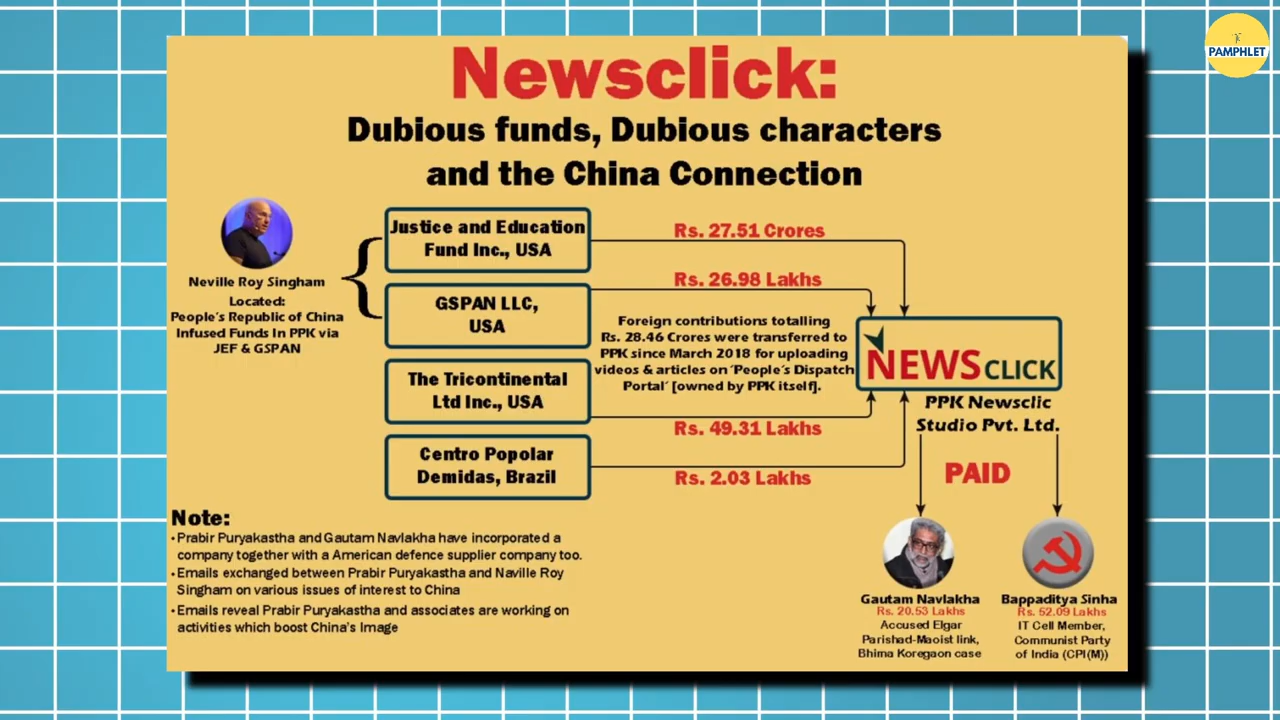 PAMPHLET
Newsclick:
Dubious funds, Dubious characters
and the China Connection
Neville Roy Singham
Located:
People's Republic of China
Infused Funds In PPK via
JEF & GSPAN
Justice and Education
Fund Inc., USA
GSPAN LLC,
USA
The Tricontinental
Ltd Inc., USA
Centro Popolar
Demidas, Brazil
Rs. 27.51 Crores
Rs. 26.98 Lakhs
Foreign contributions totalling
Rs. 28.46 Crores were transferred to
PPK since March 2018 for uploading
videos & articles on 'People's Dispatch
Portal' [owned by PPK itself].
Rs. 49.31 Lakhs
Rs. 2.03 Lakhs
NEWSCLICK
PPK Newsclic
Studio Pvt. Ltd.
PAID
Gautam Navlakha
Rs. 20.53 Lakhs
Accused Elgar
Parishad-Maoist link,
Bhima Koregaon case
Bappaditya Sinha
Rs. 52.09 Lakhs
IT Cell Member,
Communist Party
of India (CPI(M))
Note:
•Prabir Puryakastha and Gautam Navlakha have incorporated a
company together with a American defence supplier company too.
•Emails exchanged between Prabir Puryakastha and Naville Roy
Singham on various issues of interest to China
•Emails reveal Prabir Puryakastha and associates are working on
activities which boost China's Image